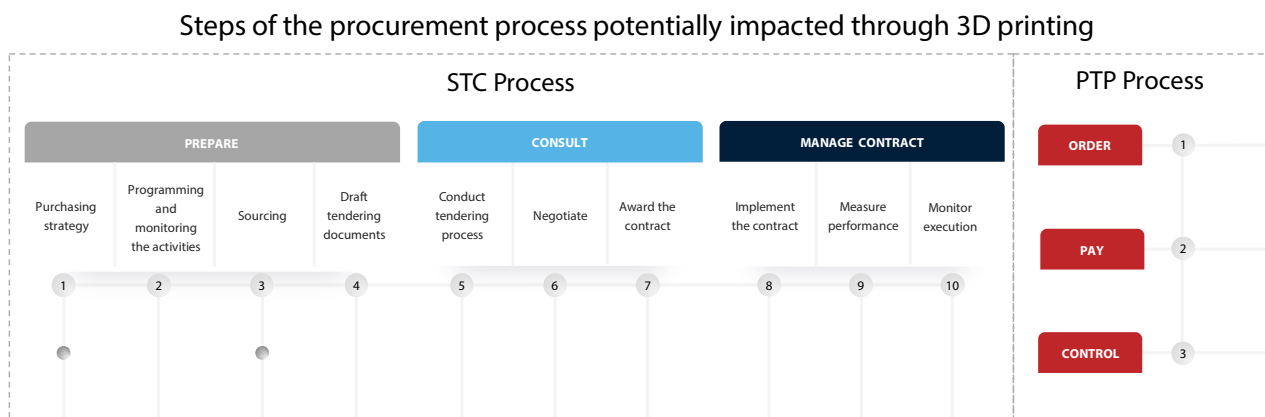 Steps of the procurement process potentially impacted through 3D printing
STC Process
PREPARE
CONSULT
MANAGE CONTRACT
Purchasing
strategy
Programming
and
monitoring
the activities
Sourcing
Draft
tendering
documents
Conduct
tendering
process
Negotiate
Award the
contract
Implement
the contract
Measure
performance
Monitor
execution
1
2
3
4
5
6
7
8
9
10
PTP Process
ORDER
1
PAY
2
CONTROL
3